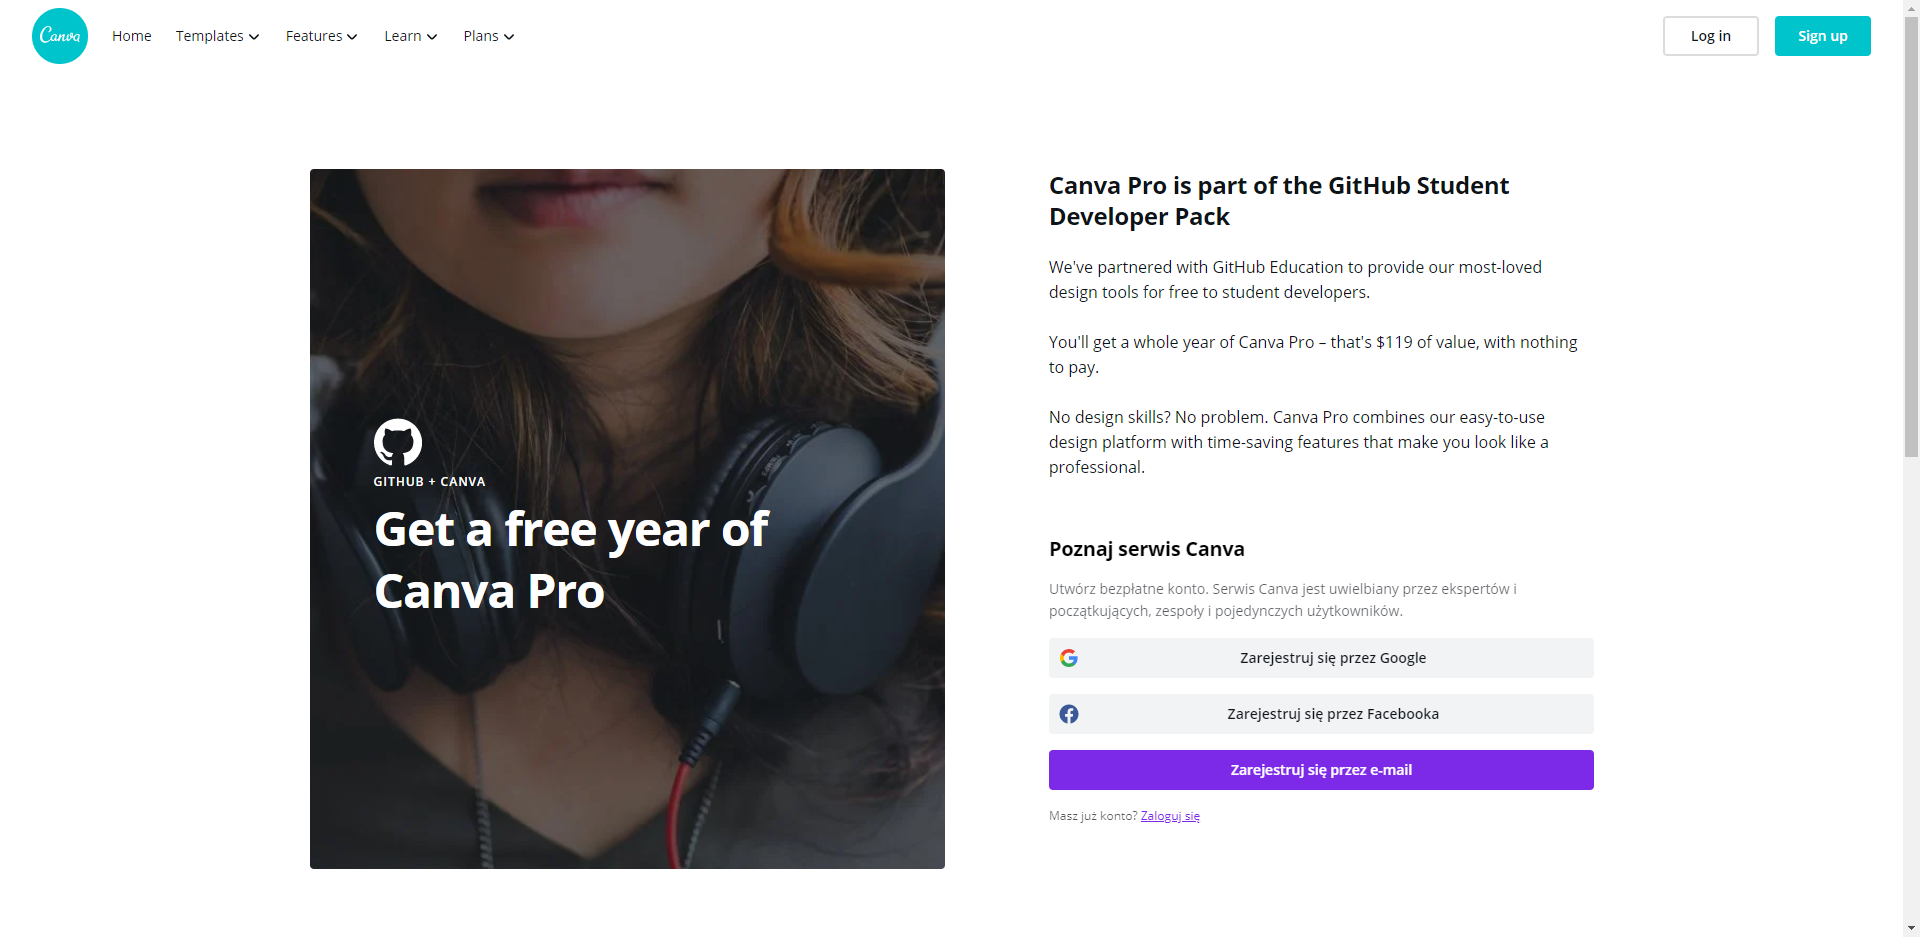 Canva
Home
Templates
Features
Learn
Plans
Log in
Sign up
GITHUB + CANVA
Get a free year of
Canva Pro
Canva Pro is part of the GitHub Student
Developer Pack
We've partnered with GitHub Education to provide our most-loved
design tools for free to student developers.
You'll get a whole year of Canva Pro – that's $119 of value, with nothing
to pay.
No design skills? No problem. Canva Pro combines our easy-to-use
design platform with time-saving features that make you look like a
professional.
Poznaj serwis Canva
Utwórz bezpłatne konto. Serwis Canva jest uwielbiany przez ekspertów i
początkujących, zespoły i pojedynczych użytkowników.
Zarejestruj się przez Google
Zarejestruj się przez Facebooka
Zarejestruj się przez e-mail
Masz już konto? Zaloguj się